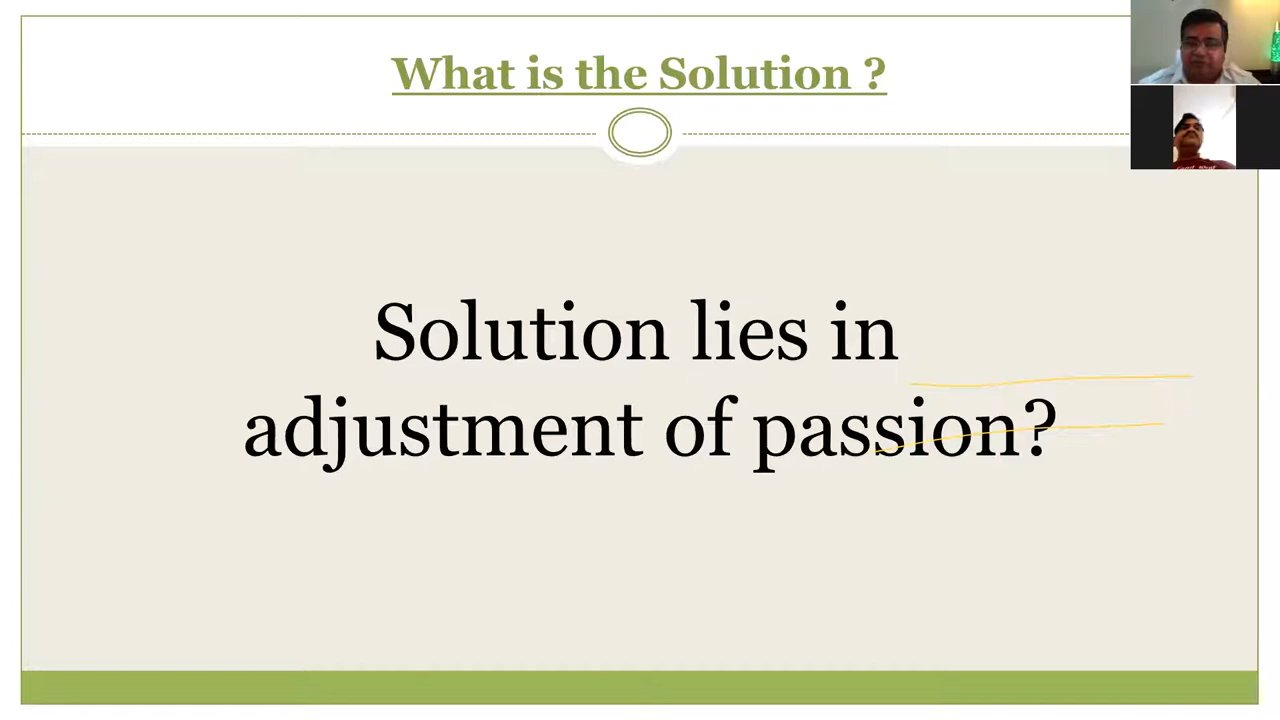 What is the Solution ?
Solution lies in
adjustment of passion?